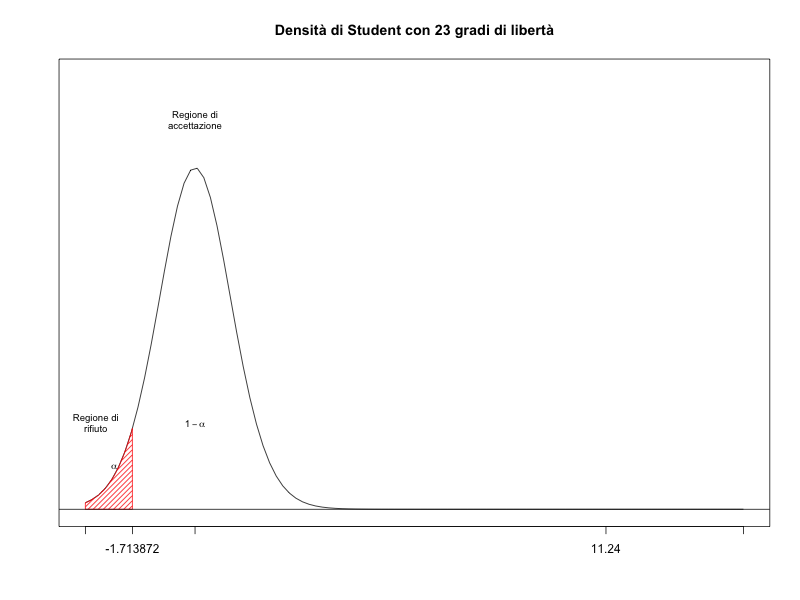 Densità di Student con 23 gradi di libertà
Regione di
accettazione
Regione di
rifiuto
1 − α
α
-1.713872
11.24